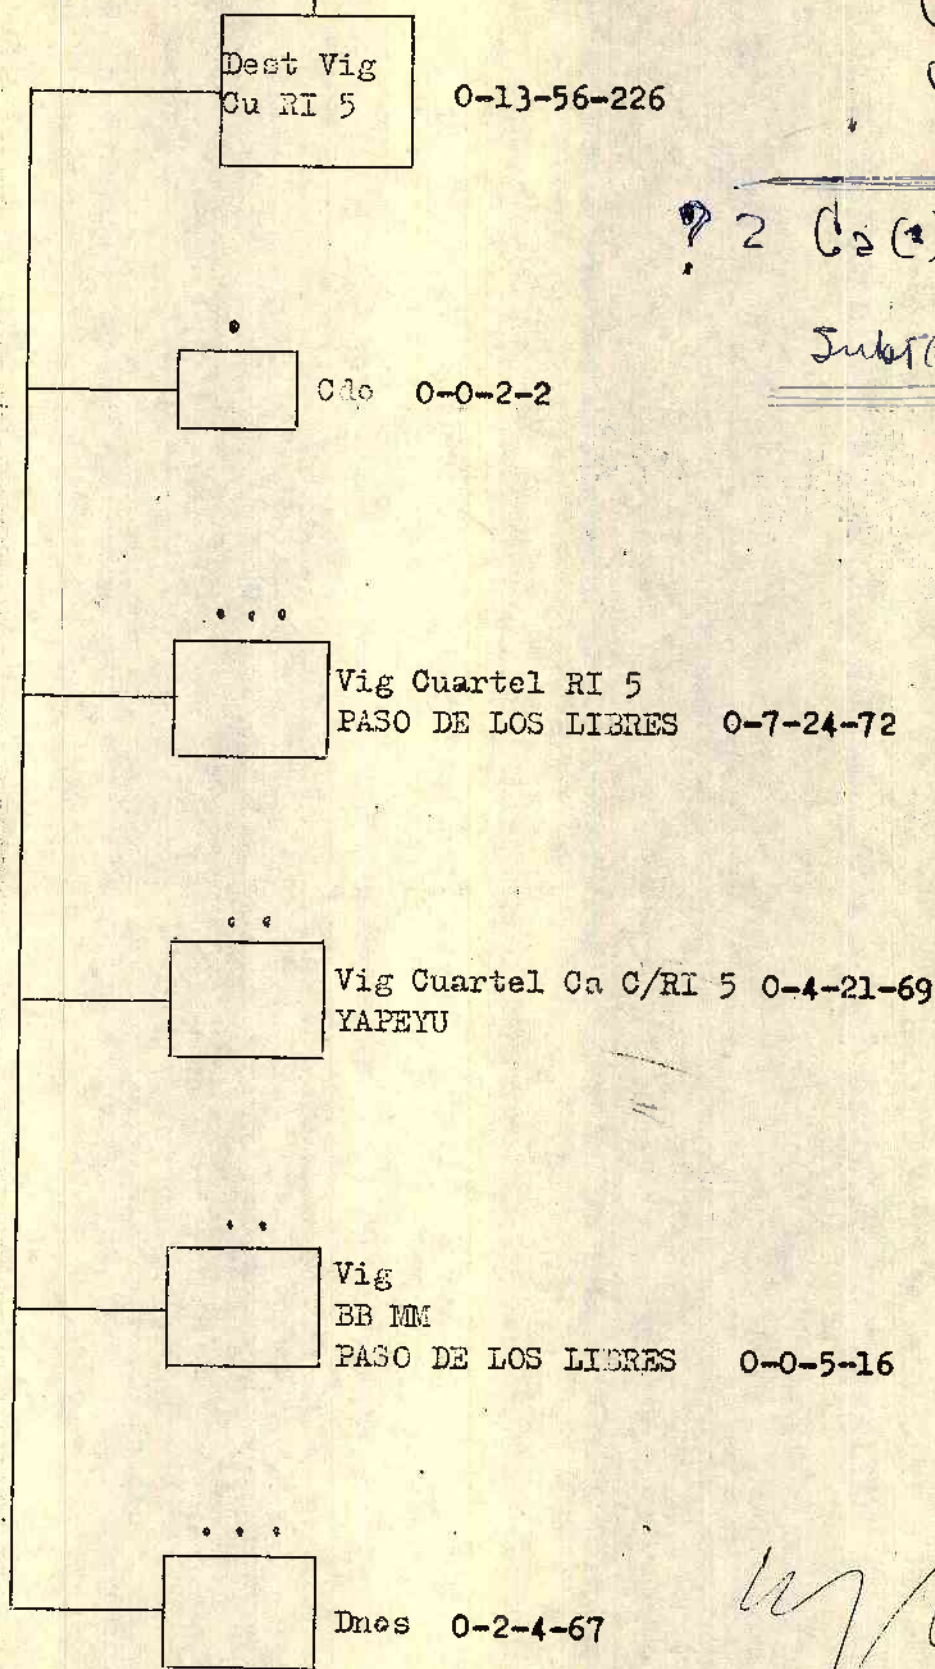 Dest Vig
Cu RI 5
0-13-56-226
? 2 Ca(
Cdo 0-0-2-2
Vig Cuartel RI 5
PASO DE LOS LIBRES 0-7-24-72
Vig Cuartel Ca C/RI 5 0-4-21-69
YAPEYU
Vig
BB MM
PASO DE LOS LIBRES 0-0-5-16
Dnes 0-2-4-67